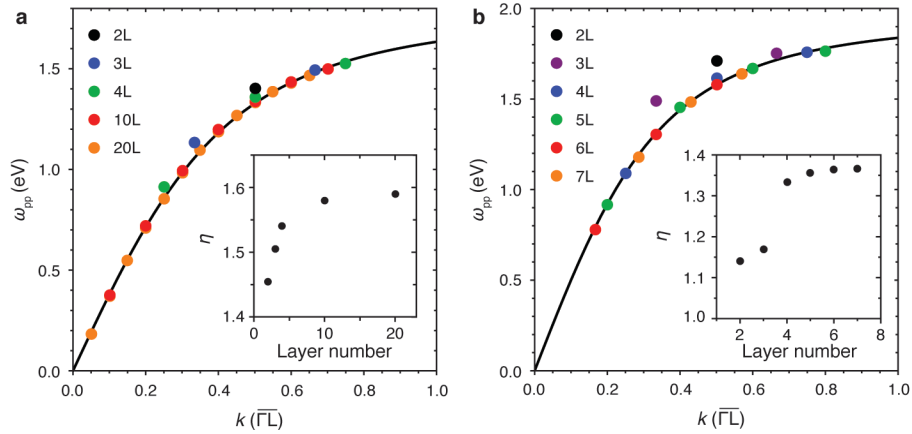 a
2L
3L
4L
10L
20L
ω_pp (eV)
2.0
1.5
1.0
0.5
0.0
0.0 0.2 0.4 0.6 0.8 1.0
k (Γ̅L̅)
η
1.6
1.5
1.4
0 10 20
Layer number
b
2L
3L
4L
5L
6L
7L
ω_pp (eV)
2.0
1.5
1.0
0.5
0.0
0.0 0.2 0.4 0.6 0.8 1.0
k (Γ̅L̅)
η
1.4
1.3
1.2
1.1
1.0
2 4 6 8
Layer number